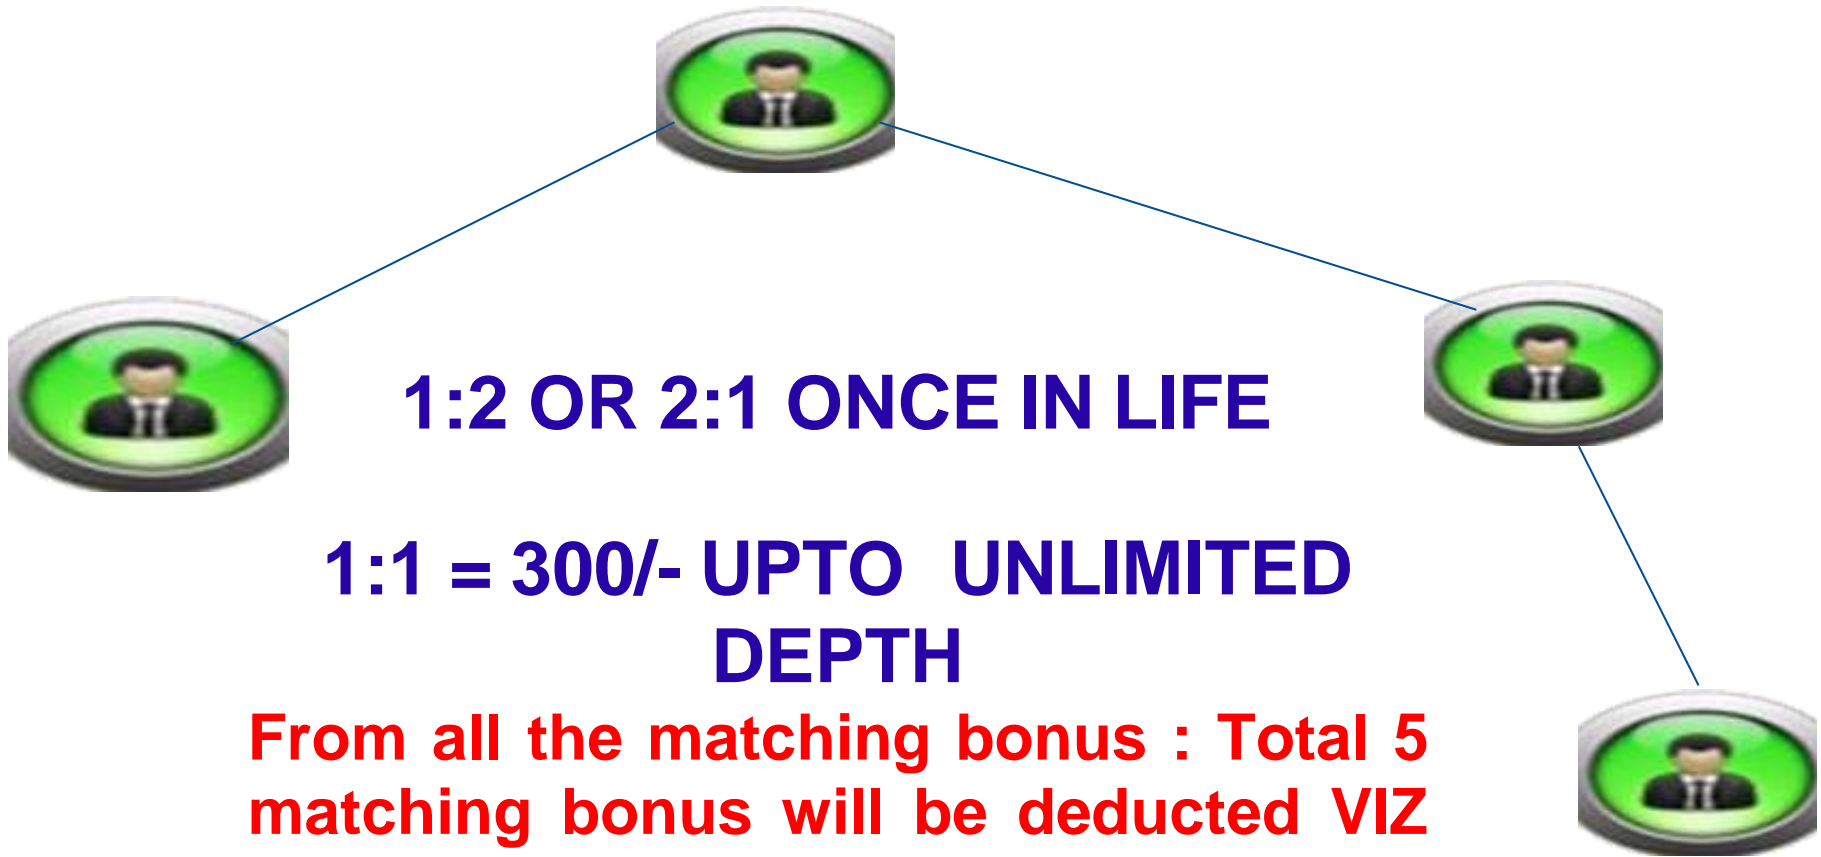 1:2 OR 2:1 ONCE IN LIFE
1:1 = 300/- UPTO UNLIMITED
DEPTH
From all the matching bonus : Total 5
matching bonus will be deducted VIZ